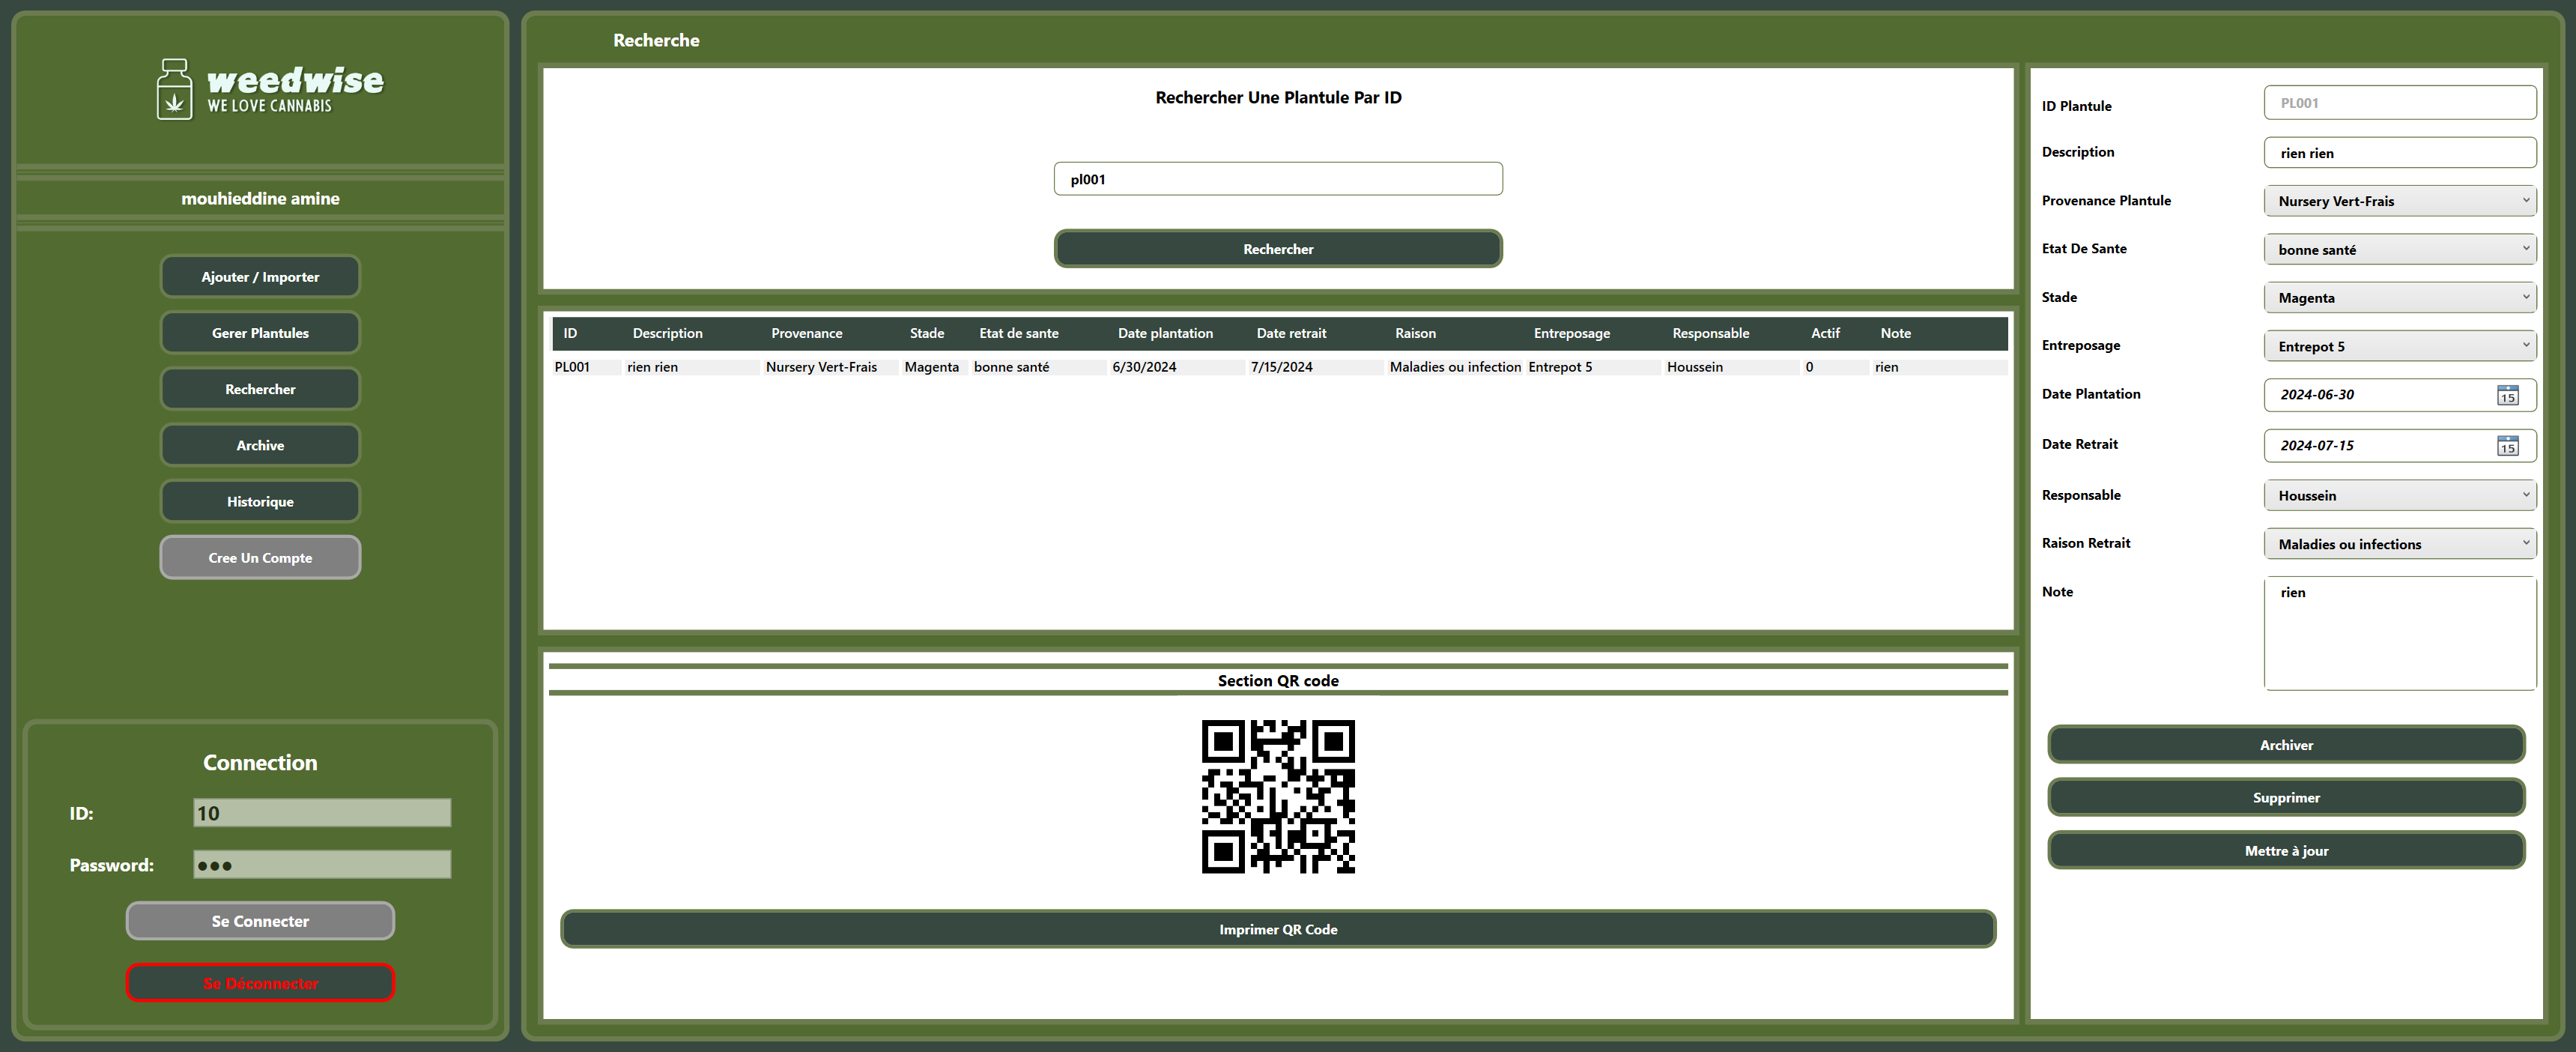 weedwise
WE LOVE CANNABIS
mouhieddine amine
Ajouter / Importer
Gerer Plantules
Rechercher
Archive
Historique
Cree Un Compte
Connection
ID: 10
Password: ●●●
Se Connecter
Se Déconnecter
Recherche
Rechercher Une Plantule Par ID
pl001
Rechercher
ID Description Provenance Stade Etat de sante Date plantation Date retrait Raison Entreposage Responsable Actif Note
PL001 rien rien Nursery Vert-Frais Magenta bonne santé 6/30/2024 7/15/2024 Maladies ou infection Entrepot 5 Houssein 0 rien
Section QR code
Imprimer QR Code
ID Plantule PL001
Description rien rien
Provenance Plantule Nursery Vert-Frais
Etat De Sante bonne santé
Stade Magenta
Entreposage Entrepot 5
Date Plantation 2024-06-30 15
Date Retrait 2024-07-15 15
Responsable Houssein
Raison Retrait Maladies ou infections
Note rien
Archiver
Supprimer
Mettre à jour